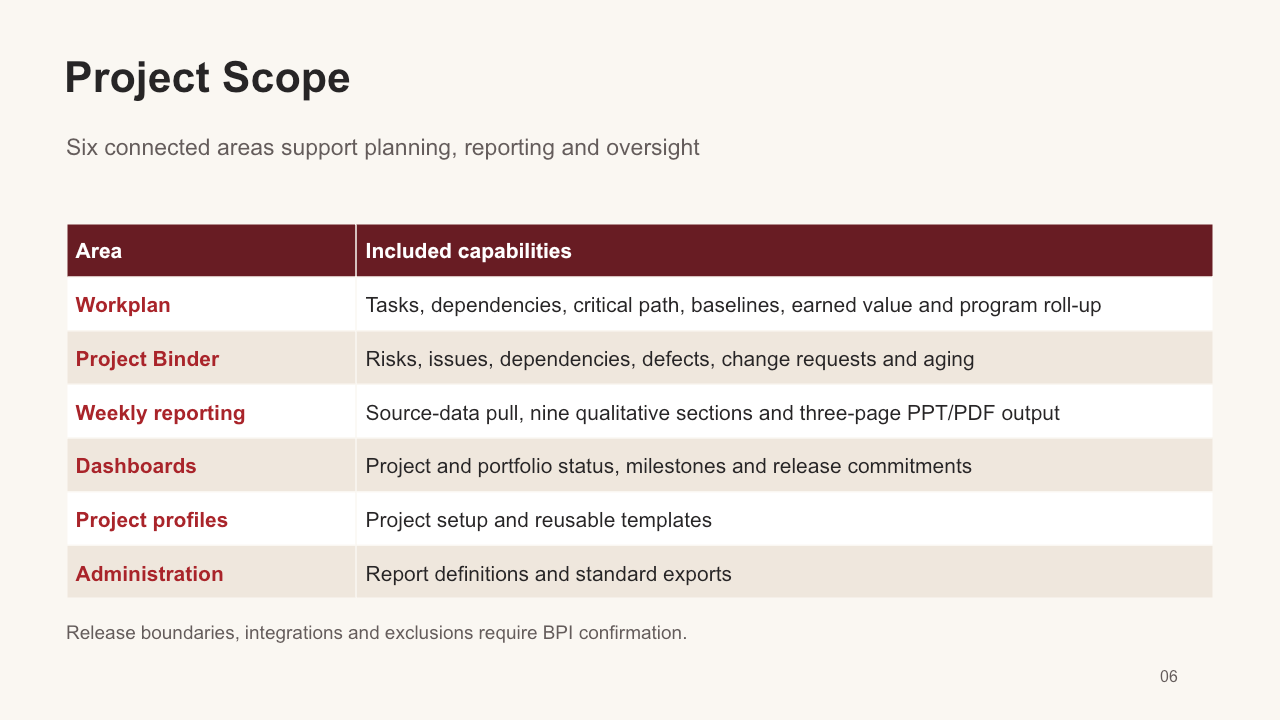 Project Scope
Six connected areas support planning, reporting and oversight
Area Included capabilities
Workplan Tasks, dependencies, critical path, baselines, earned value and program roll-up
Project Binder Risks, issues, dependencies, defects, change requests and aging
Weekly reporting Source-data pull, nine qualitative sections and three-page PPT/PDF output
Dashboards Project and portfolio status, milestones and release commitments
Project profiles Project setup and reusable templates
Administration Report definitions and standard exports
Release boundaries, integrations and exclusions require BPI confirmation.
06